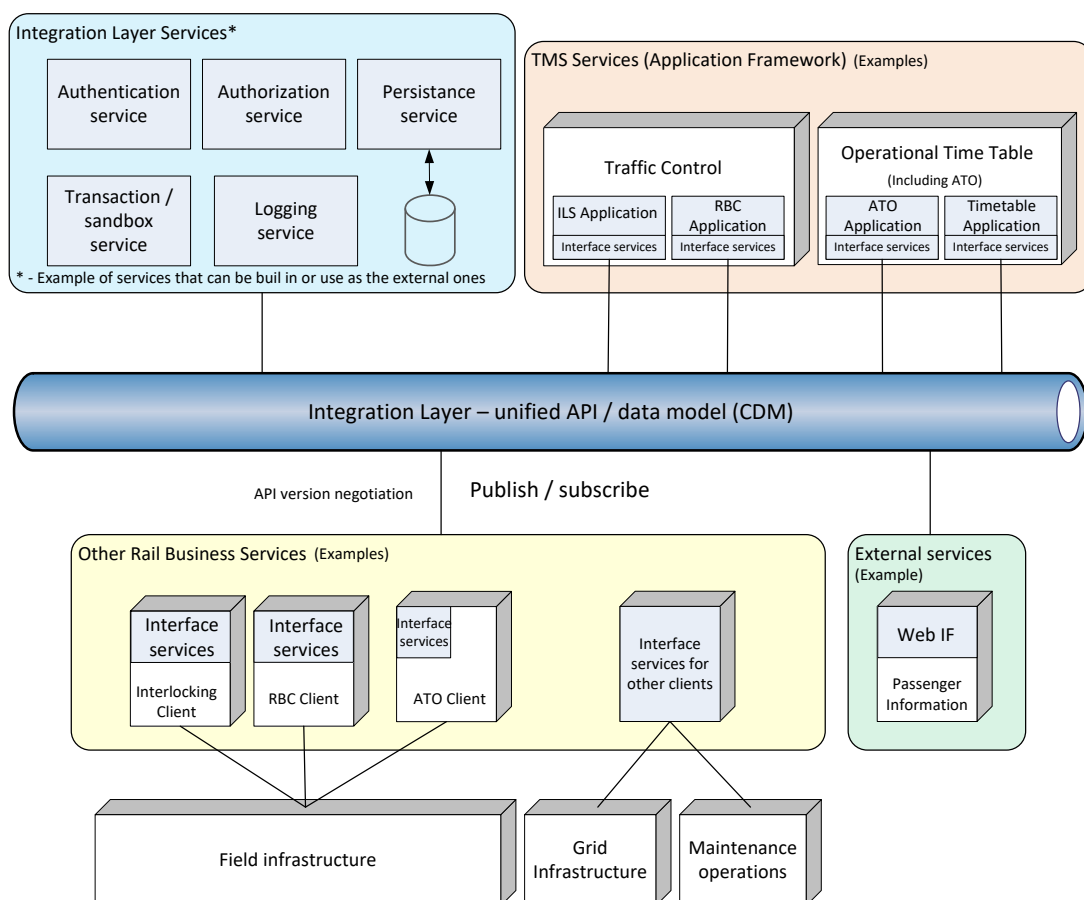 Integration Layer Services*
Authentication
service
Authorization
service
Persistance
service
Transaction /
sandbox
service
Logging
service
* - Example of services that can be buil in or use as the external ones
TMS Services (Application Framework) (Examples)
Traffic Control
ILS Application
Interface services
RBC
Application
Interface services
Operational Time Table
(Including ATO)
ATO
Application
Interface services
Timetable
Application
Interface services
Integration Layer – unified API / data model (CDM)
API version negotiation
Publish / subscribe
Other Rail Business Services (Examples)
Interface
services
Interlocking
Client
Interface
services
RBC Client
Interface
services
ATO Client
Interface
services for
other clients
External services
(Example)
Web IF
Passenger
Information
Field infrastructure
Grid
Infrastructure
Maintenance
operations